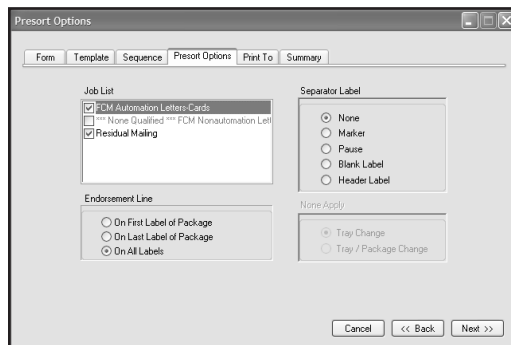 Presort Options
Form Template Sequence Presort Options Print To Summary
Job List
FCM Automation Letters-Cards
*** None Qualified *** FCM Nonautomation Lett
Residual Mailing
Endorsement Line
On First Label of Package
On Last Label of Package
On All Labels
Separator Label
None
Marker
Pause
Blank Label
Header Label
None Apply
Tray Change
Tray / Package Change
Cancel << Back Next >>